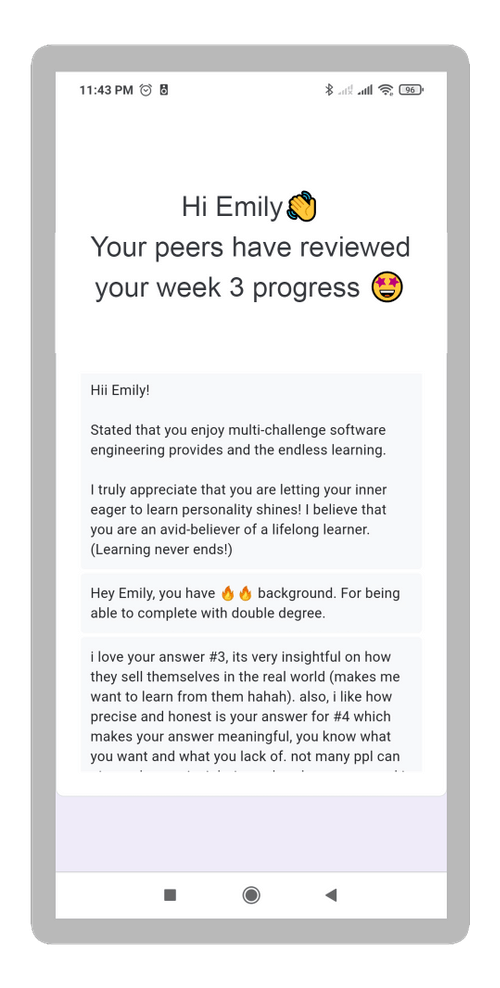 11:43 PM
96
Hi Emily👋
Your peers have reviewed
your week 3 progress 🤩
Hii Emily!
Stated that you enjoy multi-challenge software
engineering provides and the endless learning.
I truly appreciate that you are letting your inner
eager to learn personality shines! I believe that
you are an avid-believer of a lifelong learner.
(Learning never ends!)
Hey Emily, you have 🔥🔥 background. For being
able to complete with double degree.
i love your answer #3, its very insightful on how
they sell themselves in the real world (makes me
want to learn from them hahah). also, i like how
precise and honest is your answer for #4 which
makes your answer meaningful, you know what
you want and what you lack of. not many ppl can